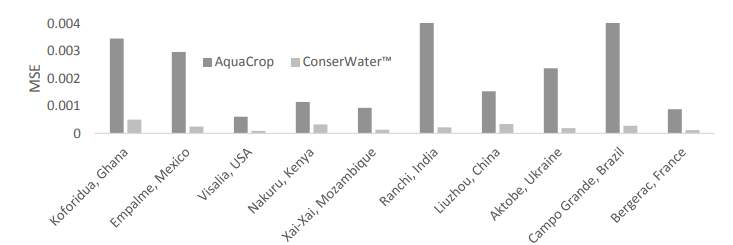 0.004
0.003
0.002
0.001
0
MSE
AquaCrop
ConserWater™
Koforidua, Ghana
Empalme, Mexico
Visalia, USA
Nakuru, Kenya
Xai-Xai, Mozambique
Ranchi, India
Liuzhou, China
Aktobe, Ukraine
Campo Grande, Brazil
Bergerac, France